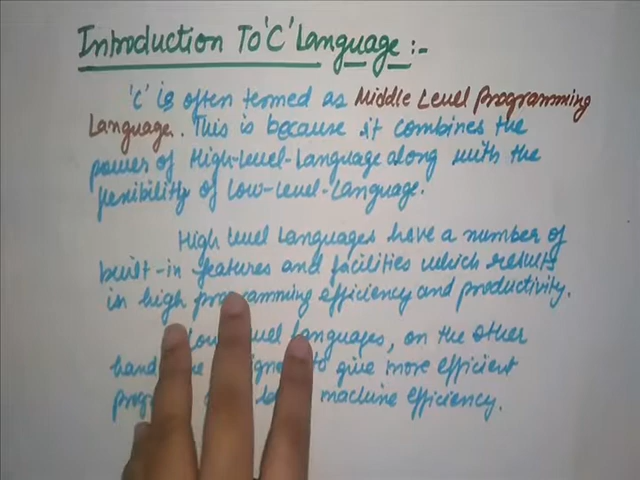 Introduction To 'C' Language :-
'C' is often termed as Middle Level Programming
Language. This is because it combines the
power of High-Level-Language along with the
flexibility of Low-Level-Language.
High Level Languages have a number of
built-in features and facilities which results
in high programming efficiency and productivity.
Languages, on the other
hand to give more efficient
machine efficiency.